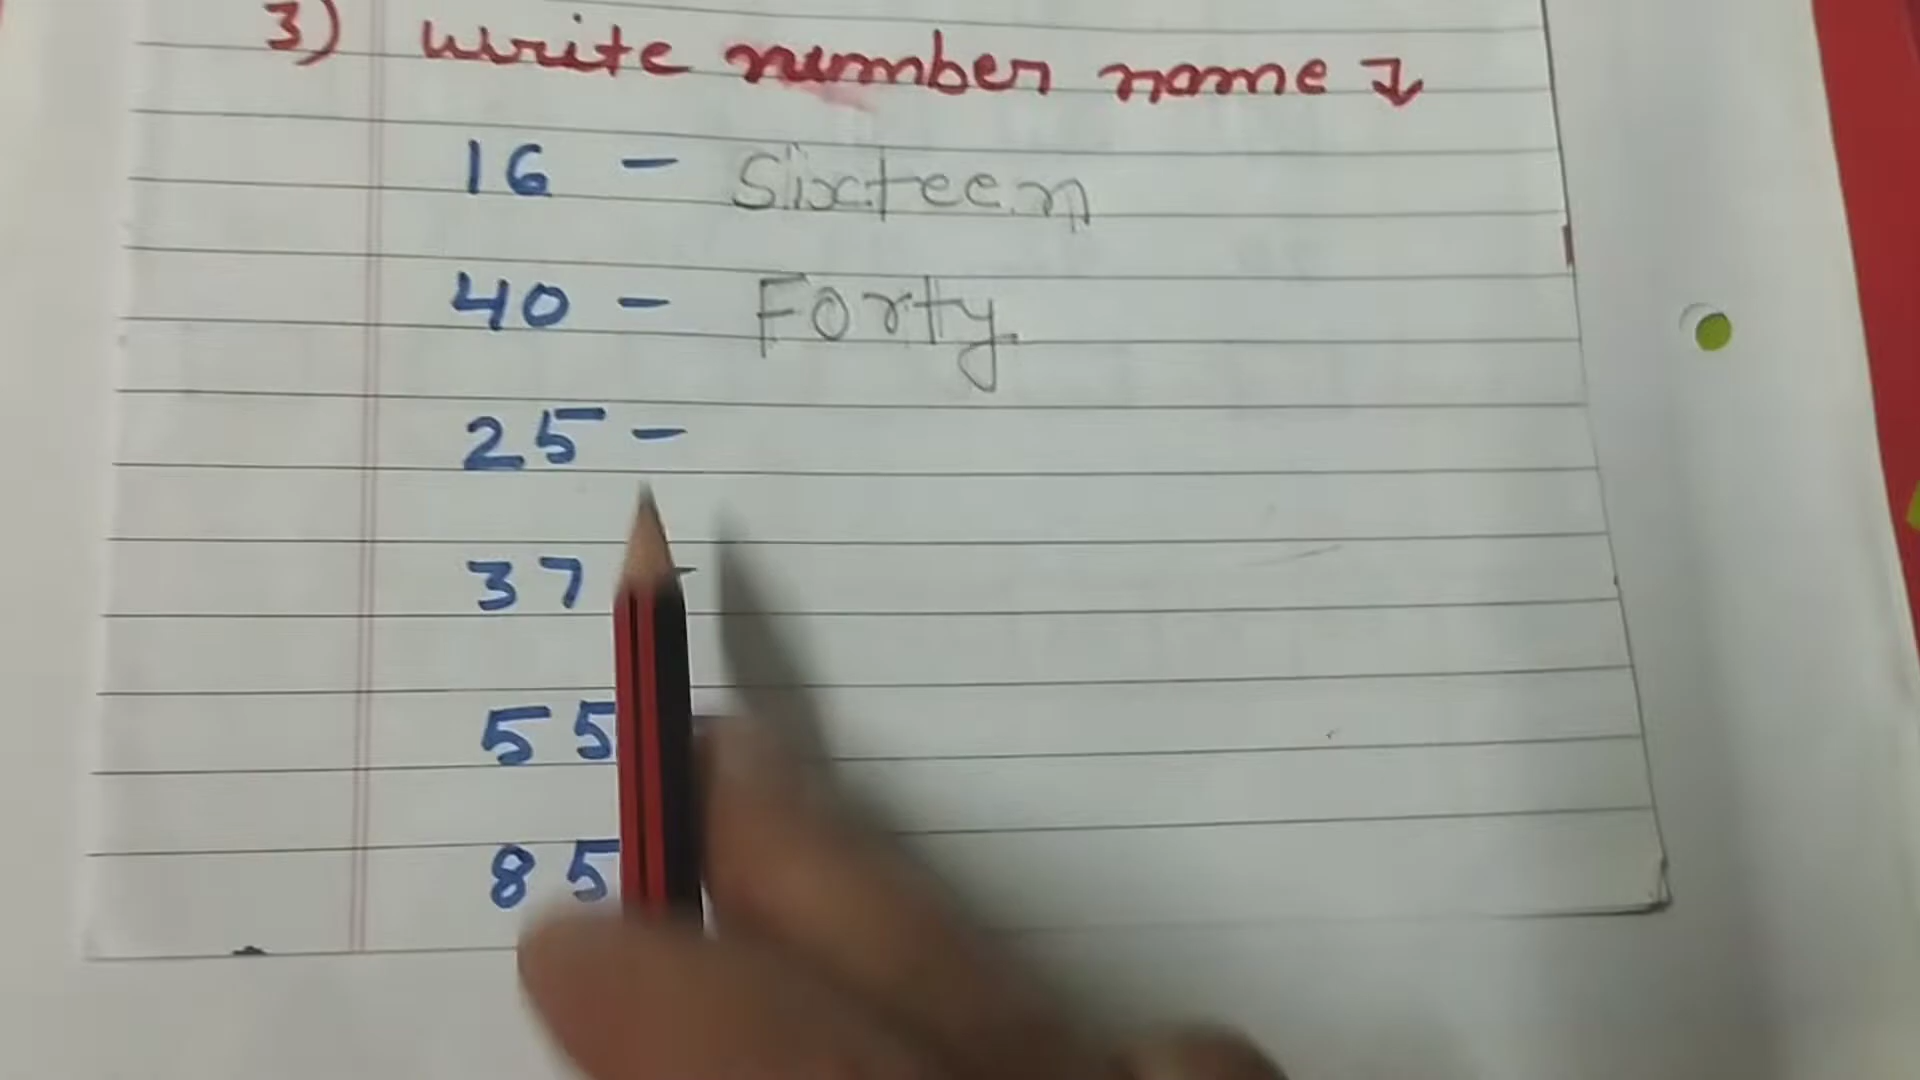 3) write number name ↓
16 - Sixteen
40 - Forty
25 -
37 -
55 -
85